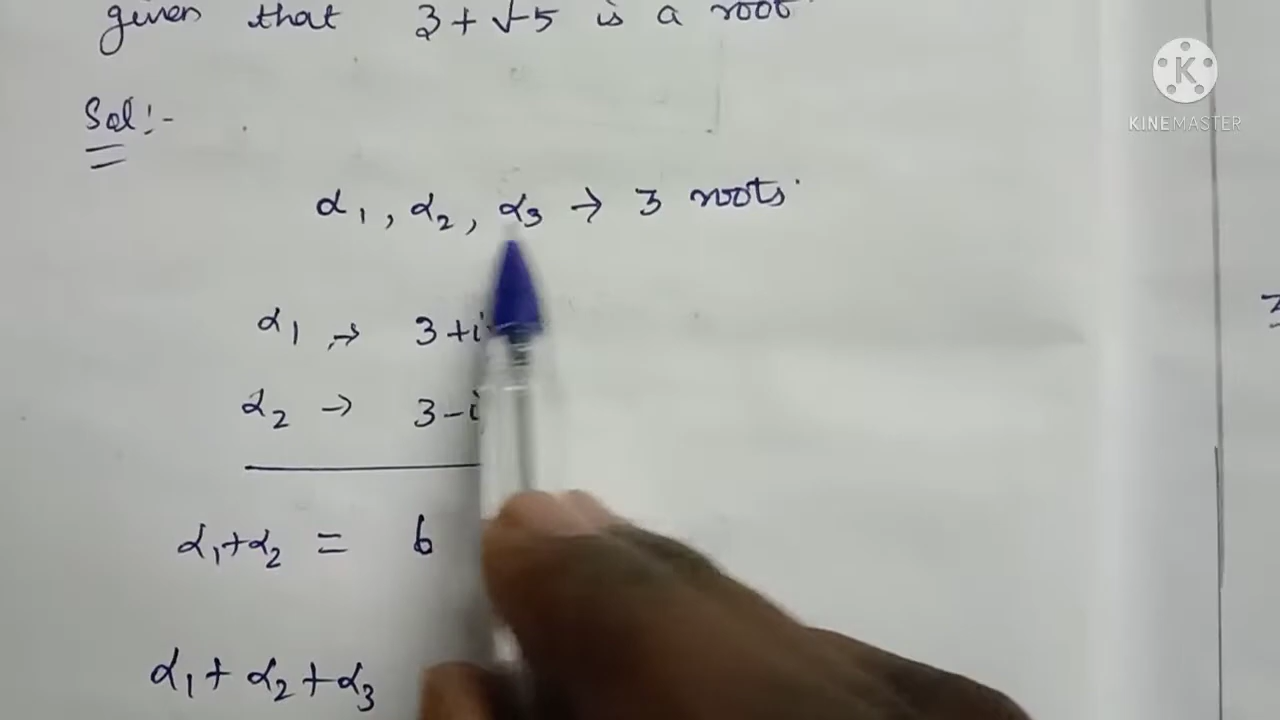 given that 3+√-5 is a root
Sol:-
α1, α2, α3 → 3 roots.
α1 → 3+i
α2 → 3-i
α1+α2 = 6
α1+α2+α3
K
KINEMASTER